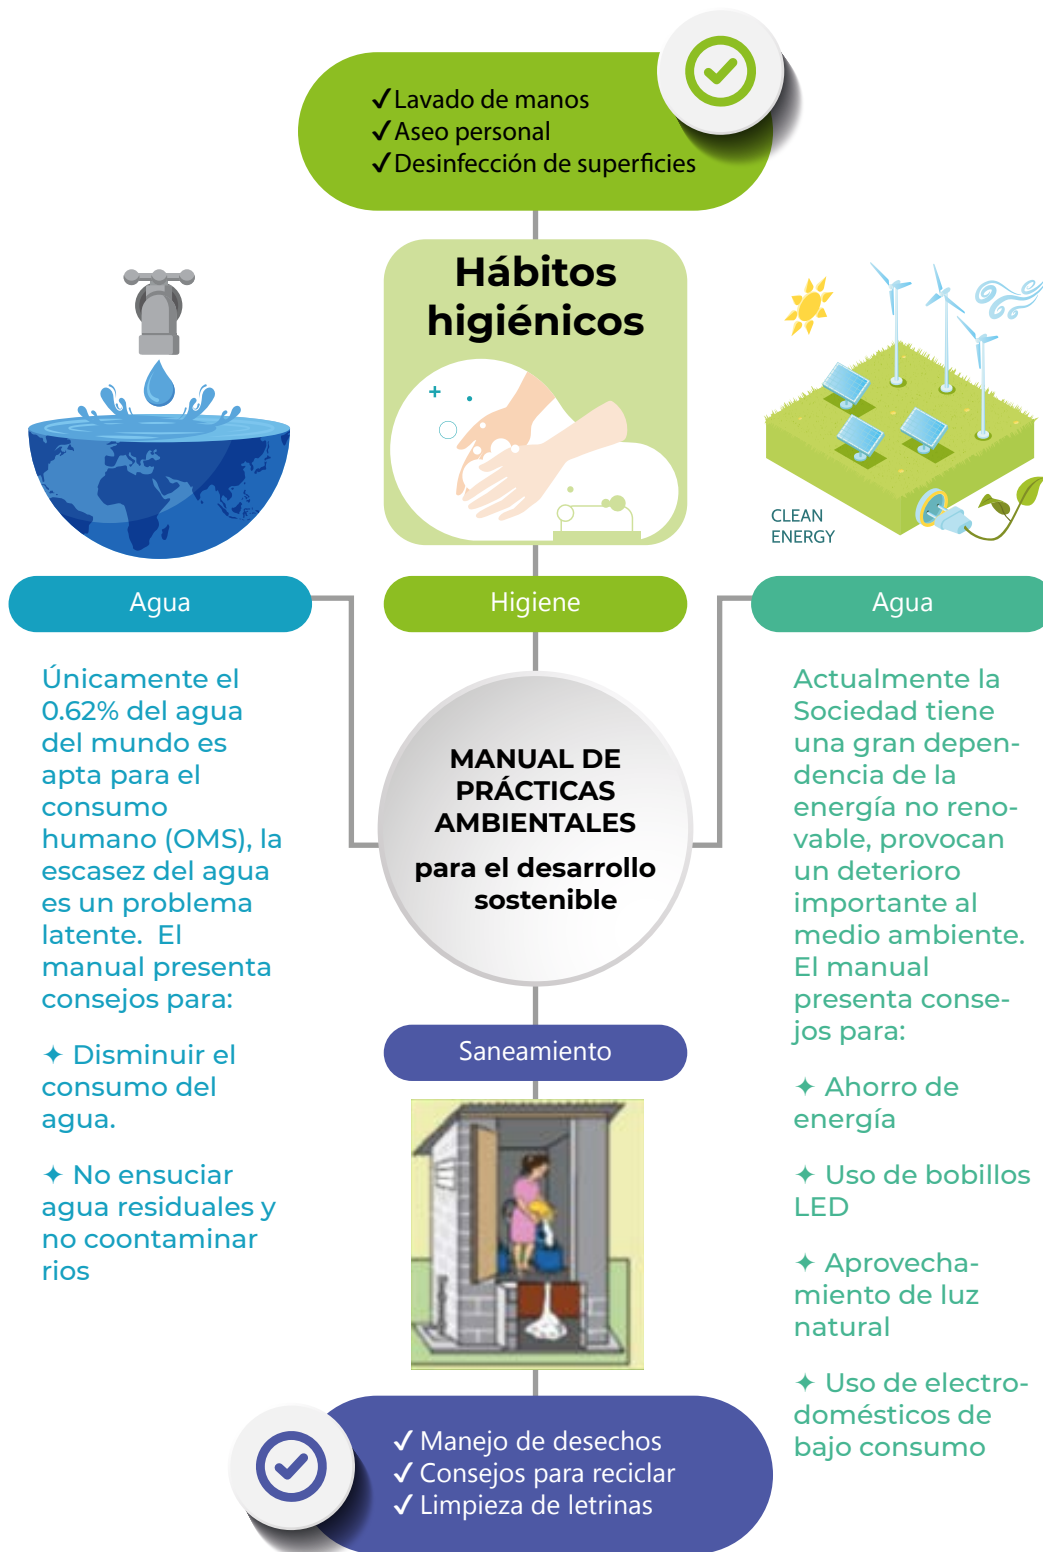 ✓Lavado de manos
✓Aseo personal
✓Desinfección de superficies
Hábitos
higiénicos
CLEAN
ENERGY
Agua
Higiene
Agua
Únicamente el
0.62% del agua
del mundo es
apta para el
consumo
humano (OMS), la
escasez del agua
es un problema
latente. El
manual presenta
consejos para:
✦ Disminuir el
consumo del
agua.
✦ No ensuciar
agua residuales y
no coontaminar
rios
MANUAL DE
PRÁCTICAS
AMBIENTALES
para el desarrollo
sostenible
Actualmente la
Sociedad tiene
una gran depen-
dencia de la
energía no reno-
vable, provocan
un deterioro
importante al
medio ambiente.
El manual
presenta conse-
jos para:
✦ Ahorro de
energía
✦ Uso de bobillos
LED
✦ Aprovecha-
miento de luz
natural
✦ Uso de electro-
domésticos de
bajo consumo
Saneamiento
✓ Manejo de desechos
✓ Consejos para reciclar
✓ Limpieza de letrinas